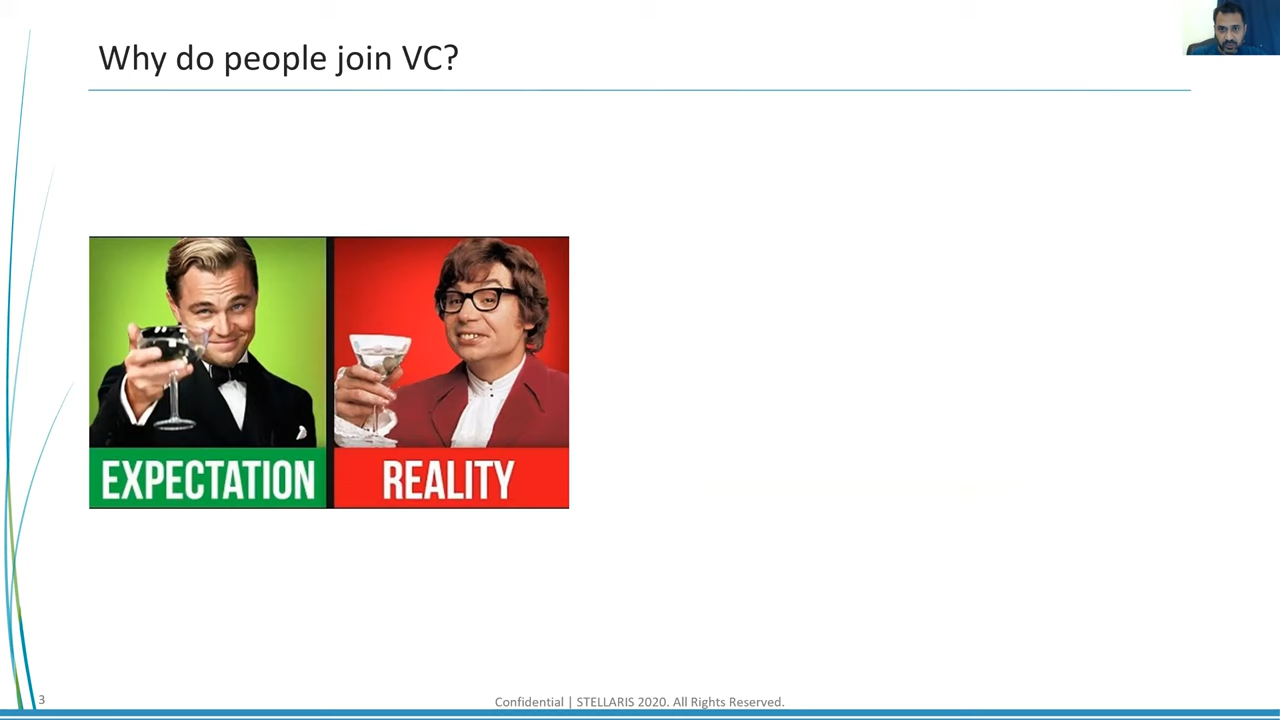 Why do people join VC?
EXPECTATION
REALITY
3
Confidential | STELLARIS 2020. All Rights Reserved.